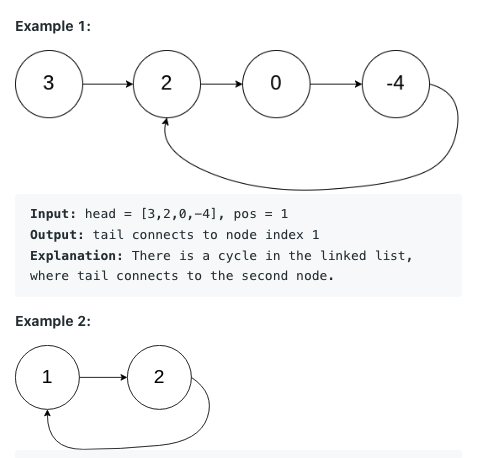 Example 1:
3 2 0 -4
Input: head = [3,2,0,-4], pos = 1
Output: tail connects to node index 1
Explanation: There is a cycle in the linked list,
where tail connects to the second node.
Example 2:
1 2